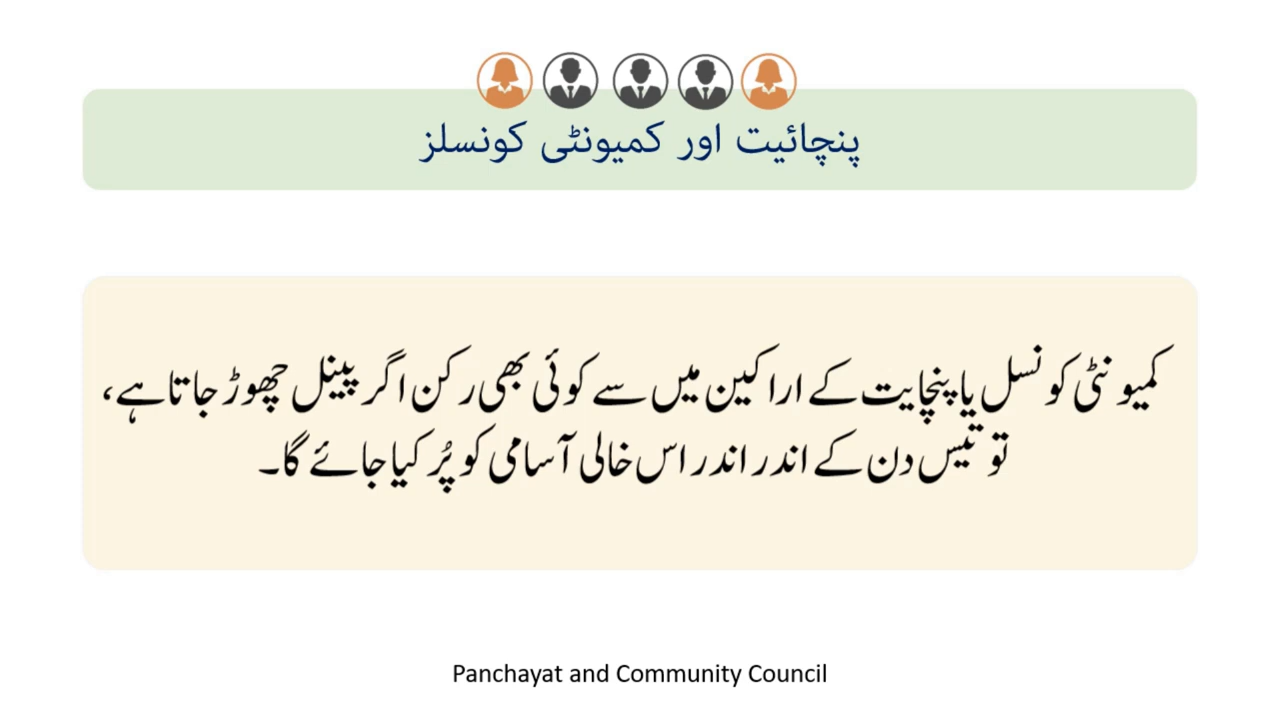 پنچائیت اور کمیونٹی کونسلز
کمیونٹی کونسل یا پنچایت کے اراکین میں سے کوئی بھی رکن اگر پینل چھوڑ جاتا ہے،
تو تیس دن کے اندر اندر اس خالی آسامی کو پُر کیا جائے گا۔
Panchayat and Community Council